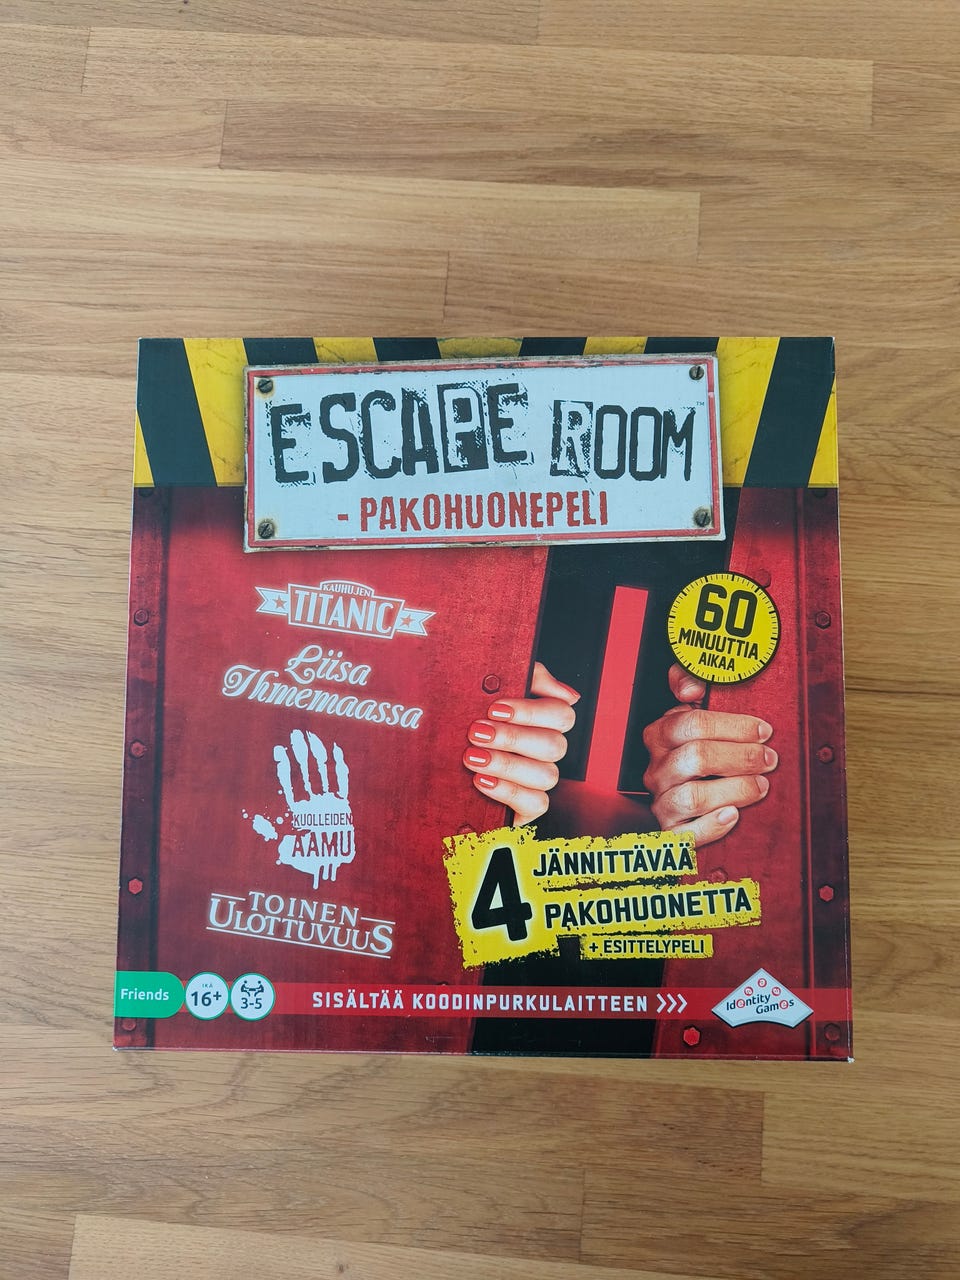 ESCAPE ROOM™
- PAKOHUONEPELI
KAUHUJEN
TITANIC
Liisa
Ihmemaassa
KUOLLEIDEN
AAMU
TOINEN
ULOTTUVUUS
60
MINUUTTIA
AIKAA
4 JÄNNITTÄVÄÄ
PAKOHUONETTA
+ ESITTELYPELI
Friends
IKÄ
16+
3-5
SISÄLTÄÄ KOODINPURKULAITTEEN >>>
Identity
Games